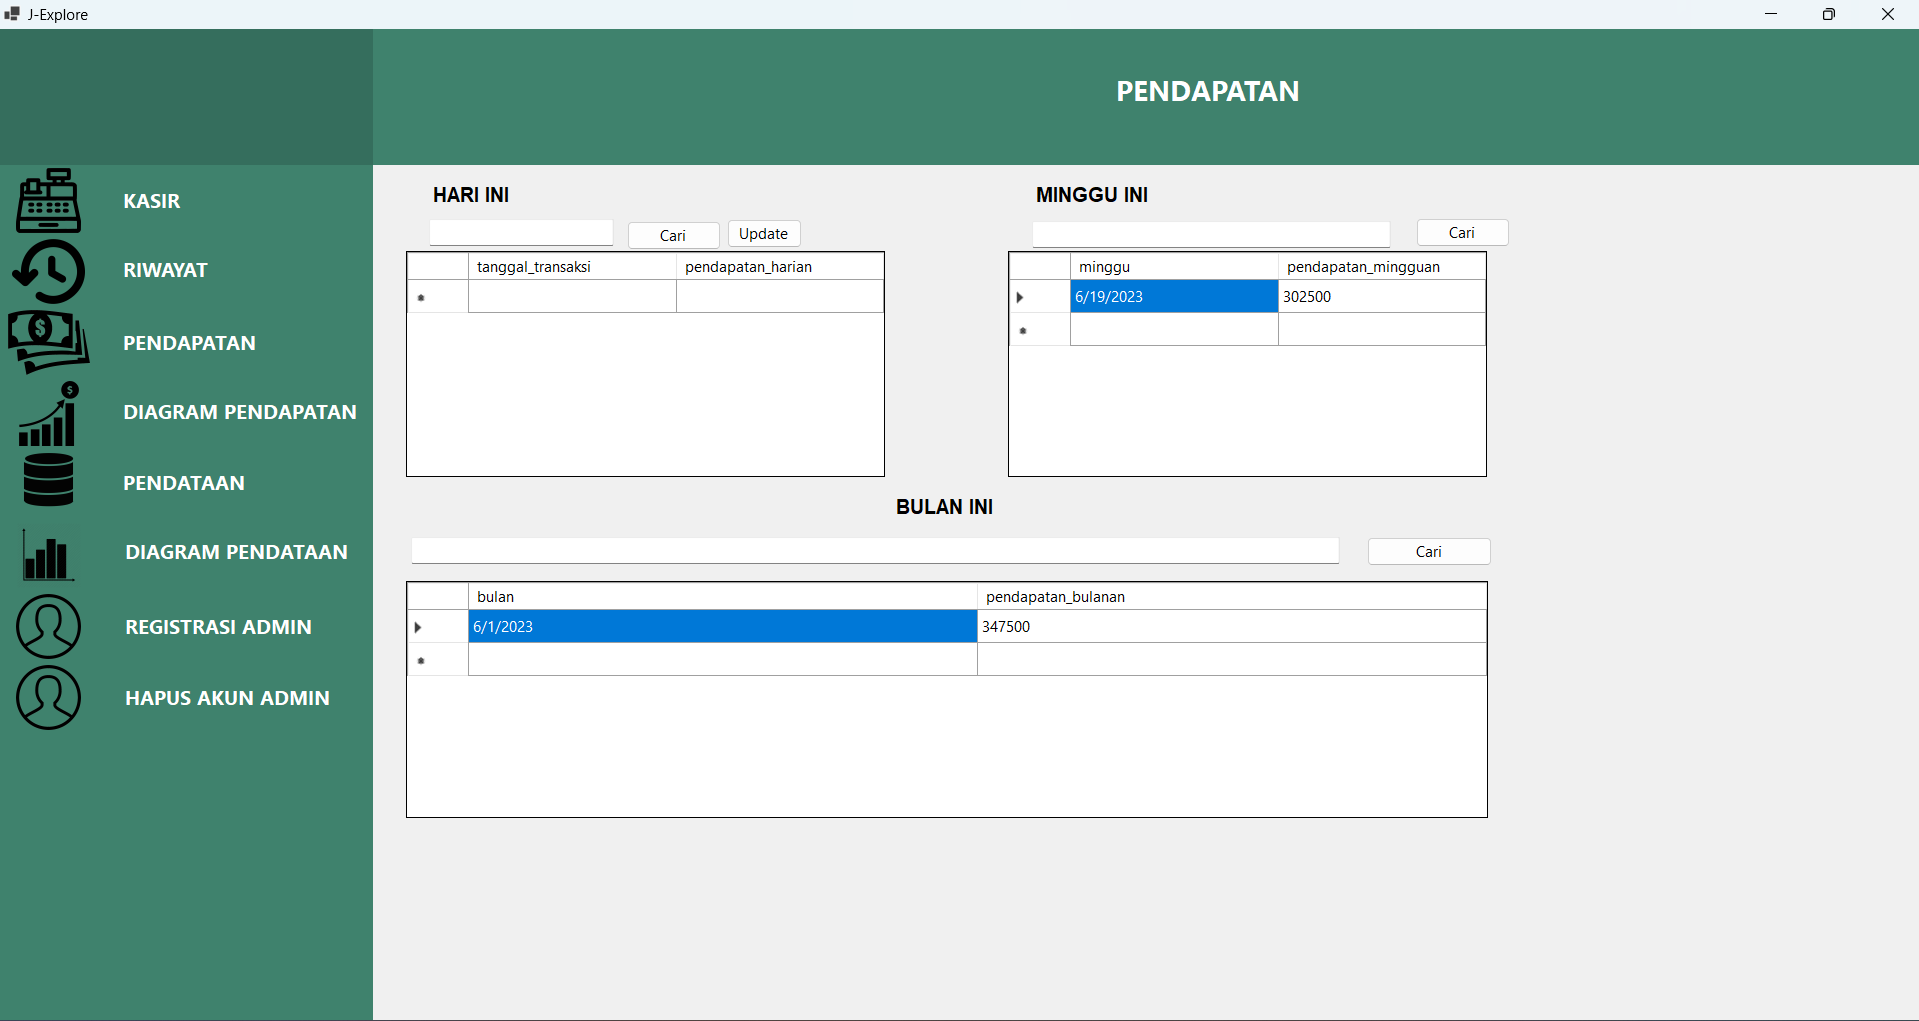 J-Explore
PENDAPATAN
KASIR
RIWAYAT
PENDAPATAN
DIAGRAM PENDAPATAN
PENDATAAN
DIAGRAM PENDATAAN
REGISTRASI ADMIN
HAPUS AKUN ADMIN
HARI INI
Cari Update
tanggal_transaksi pendapatan_harian
MINGGU INI
Cari
minggu pendapatan_mingguan
6/19/2023 302500
BULAN INI
Cari
bulan pendapatan_bulanan
6/1/2023 347500